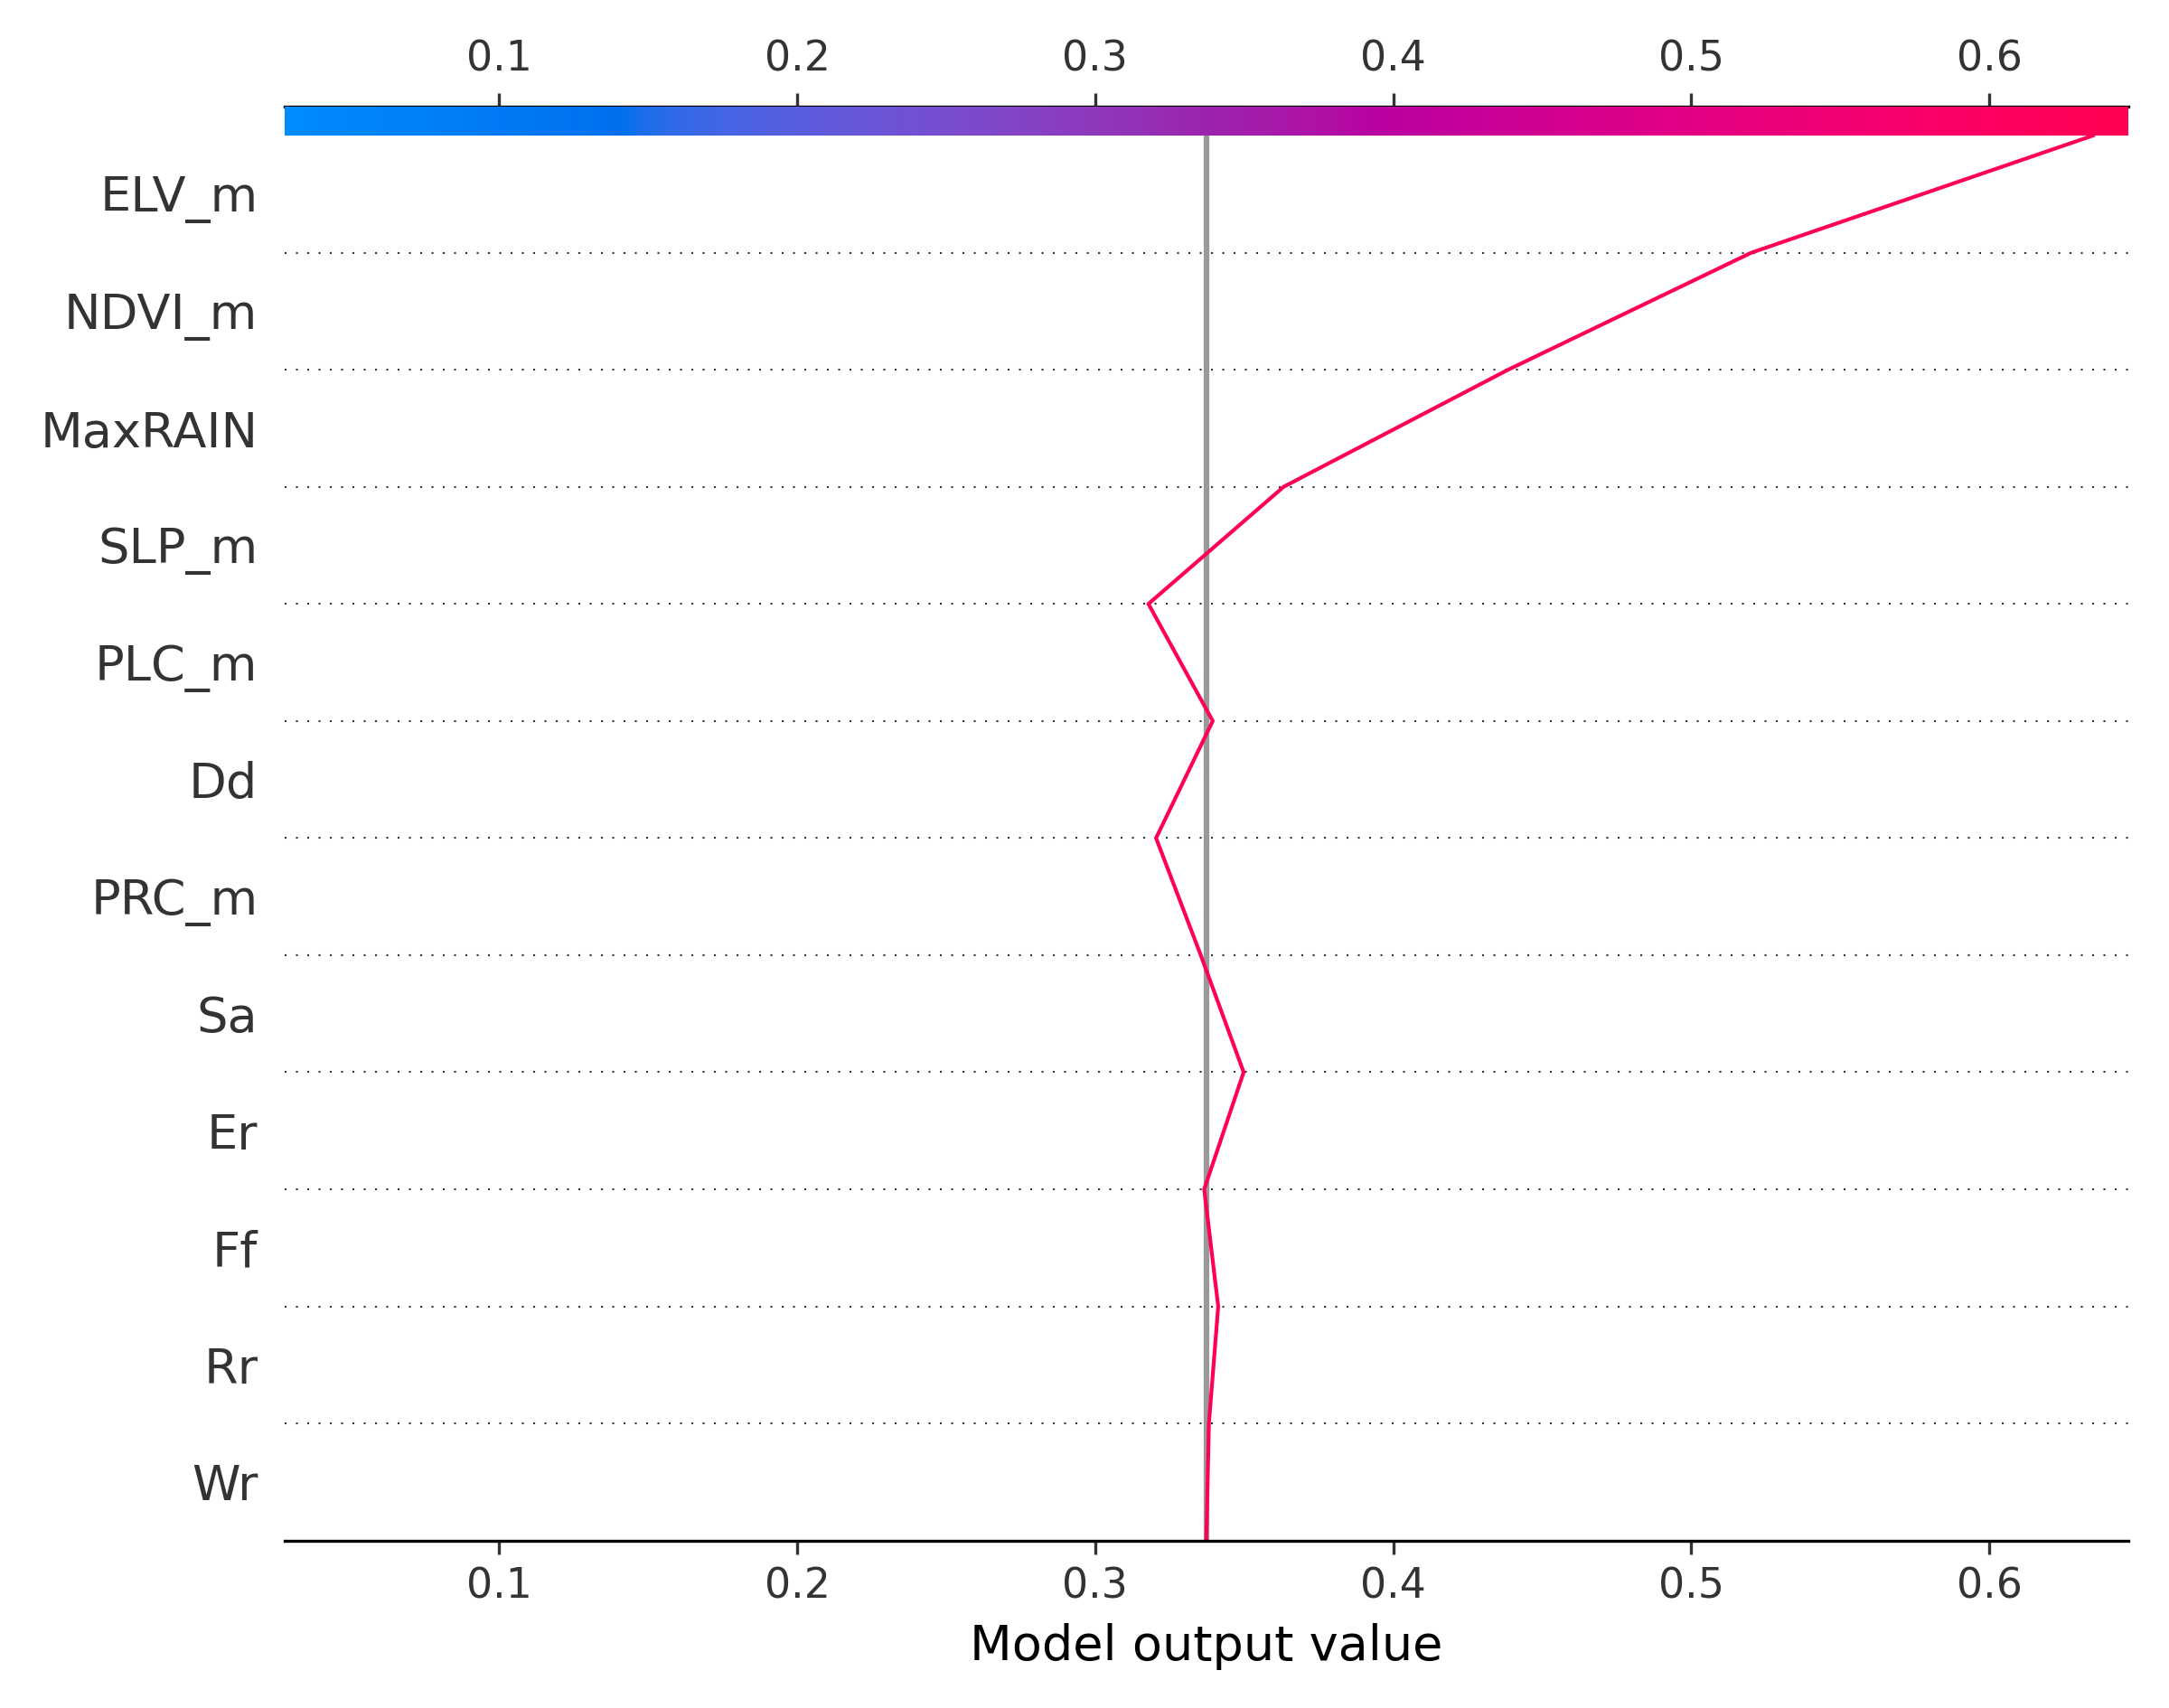 0.1 0.2 0.3 0.4 0.5 0.6
ELV_m
NDVI_m
MaxRAIN
SLP_m
PLC_m
Dd
PRC_m
Sa
Er
Ff
Rr
Wr
0.1 0.2 0.3 0.4 0.5 0.6
Model output value